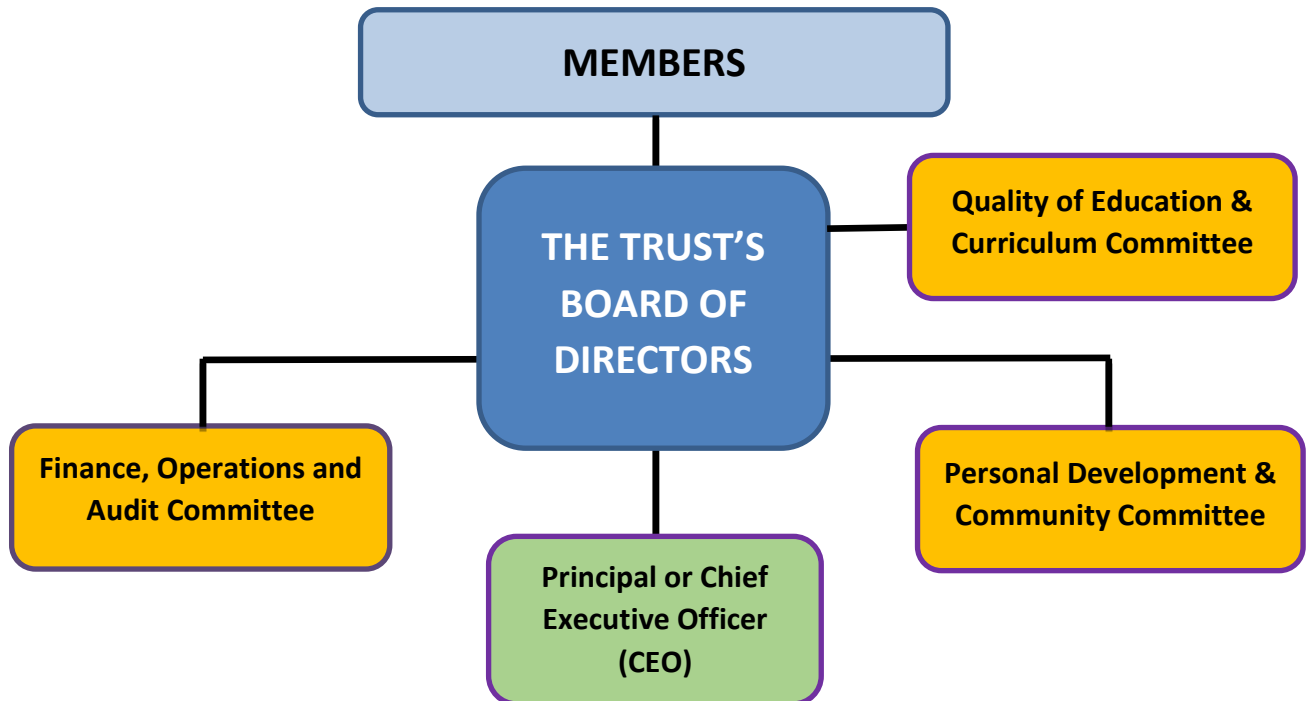 MEMBERS
Quality of Education &
Curriculum Committee
THE TRUST’S
BOARD OF
DIRECTORS
Finance, Operations and
Audit Committee
Personal Development &
Community Committee
Principal or Chief
Executive Officer
(CEO)